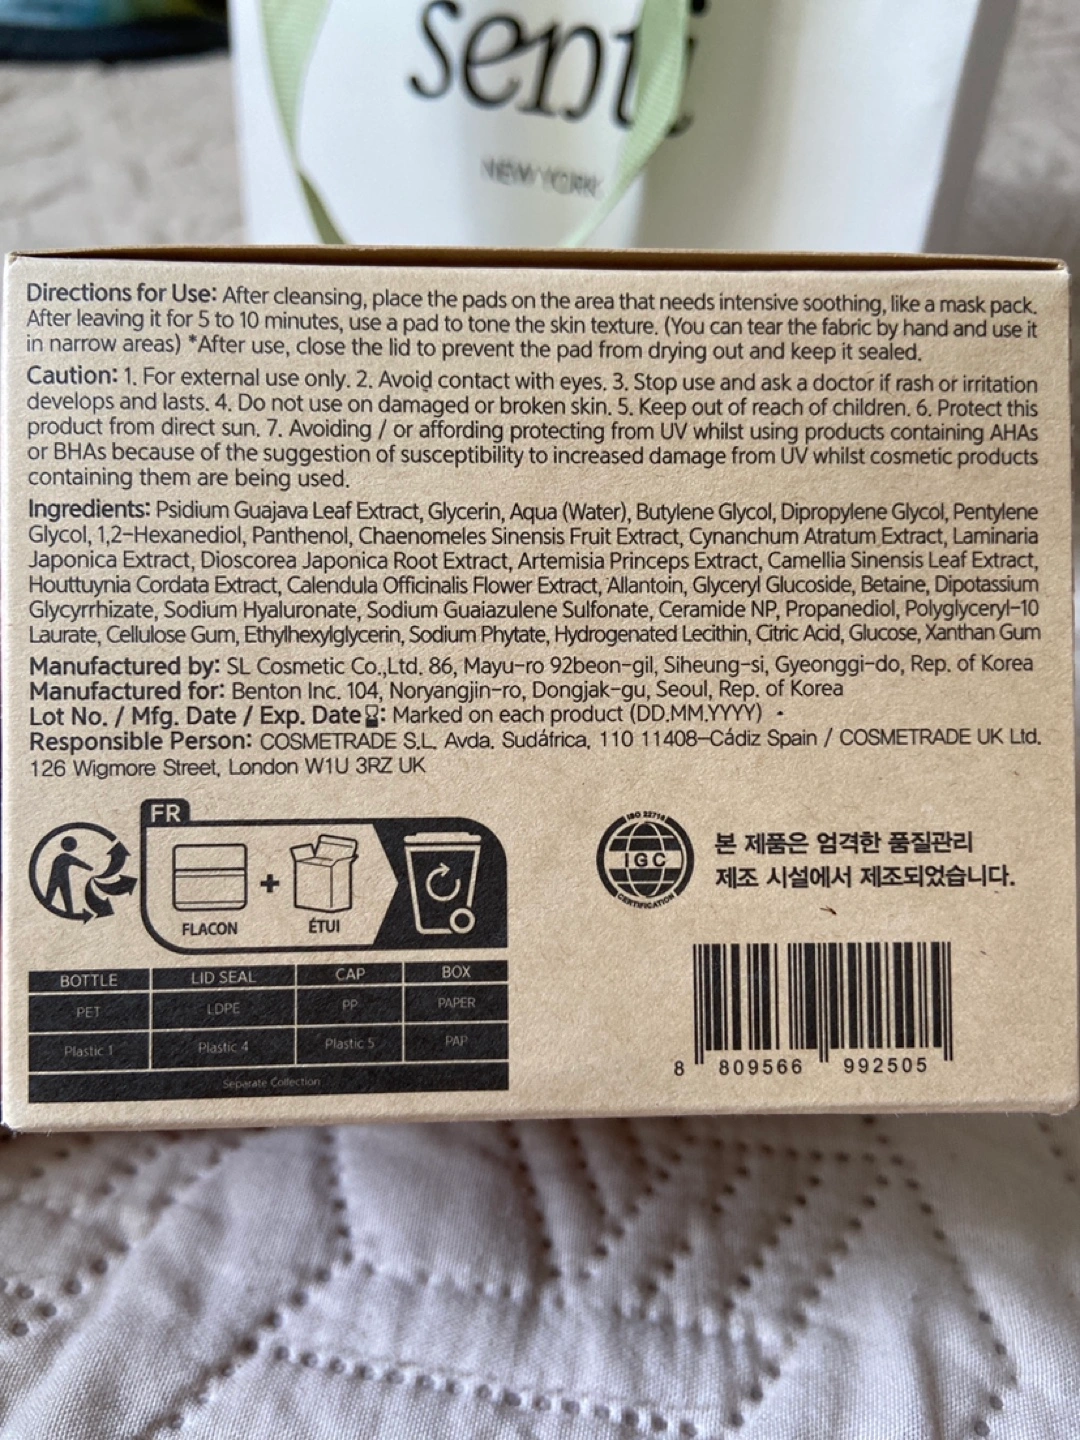 senti
NEW YORK
Directions for Use: After cleansing, place the pads on the area that needs intensive soothing, like a mask pack.
After leaving it for 5 to 10 minutes, use a pad to tone the skin texture. (You can tear the fabric by hand and use it
in narrow areas) *After use, close the lid to prevent the pad from drying out and keep it sealed.
Caution: 1. For external use only. 2. Avoid contact with eyes. 3. Stop use and ask a doctor if rash or irritation
develops and lasts. 4. Do not use on damaged or broken skin. 5. Keep out of reach of children. 6. Protect this
product from direct sun. 7. Avoiding / or affording protecting from UV whilst using products containing AHAs
or BHAs because of the suggestion of susceptibility to increased damage from UV whilst cosmetic products
containing them are being used.
Ingredients: Psidium Guajava Leaf Extract, Glycerin, Aqua (Water), Butylene Glycol, Dipropylene Glycol, Pentylene
Glycol, 1,2-Hexanediol, Panthenol, Chaenomeles Sinensis Fruit Extract, Cynanchum Atratum Extract, Laminaria
Japonica Extract, Dioscorea Japonica Root Extract, Artemisia Princeps Extract, Camellia Sinensis Leaf Extract,
Houttuynia Cordata Extract, Calendula Officinalis Flower Extract, Allantoin, Glyceryl Glucoside, Betaine, Dipotassium
Glycyrrhizate, Sodium Hyaluronate, Sodium Guaiazulene Sulfonate, Ceramide NP, Propanediol, Polyglyceryl-10
Laurate, Cellulose Gum, Ethylhexylglycerin, Sodium Phytate, Hydrogenated Lecithin, Citric Acid, Glucose, Xanthan Gum
Manufactured by: SL Cosmetic Co.,Ltd. 86, Mayu-ro 92beon-gil, Siheung-si, Gyeonggi-do, Rep. of Korea
Manufactured for: Benton Inc. 104, Noryangjin-ro, Dongjak-gu, Seoul, Rep. of Korea
Lot No. / Mfg. Date / Exp. Date: Marked on each product (DD.MM.YYYY)
Responsible Person: COSMETRADE S.L. Avda. Sudáfrica, 110 11408-Cádiz Spain / COSMETRADE UK Ltd.
126 Wigmore Street, London W1U 3RZ UK
FR
FLACON + ÉTUI
ISO 22716
IGC
CERTIFICATION
본 제품은 엄격한 품질관리
제조 시설에서 제조되었습니다.
BOTTLE LID SEAL CAP BOX
PET LDPE PP PAPER
Plastic 1 Plastic 4 Plastic 5 PAP
Separate Collection
8 809566 992505